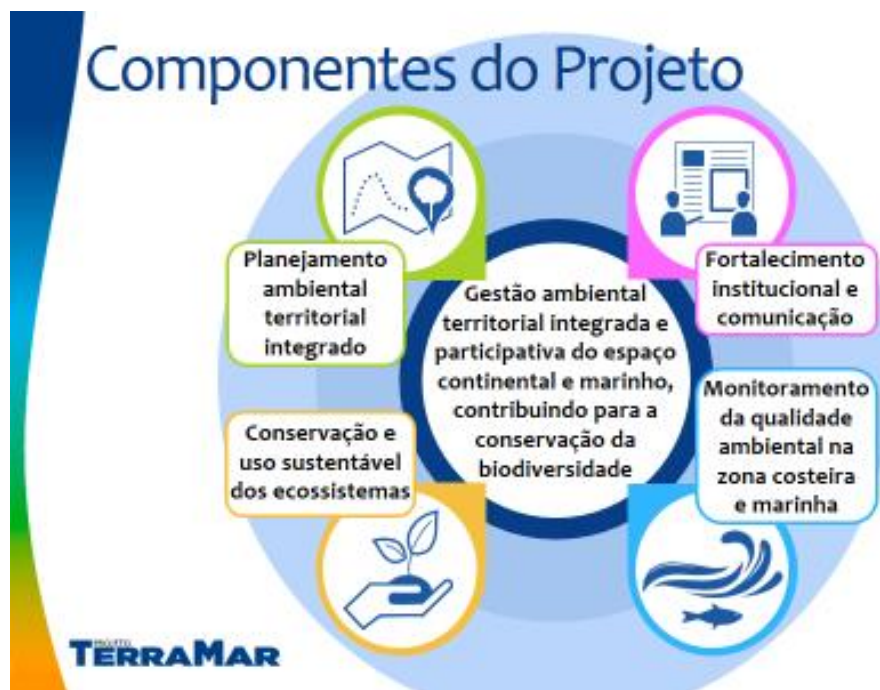 Componentes do Projeto
Planejamento
ambiental
territorial
integrado
Fortalecimento
institucional e
comunicação
Gestão ambiental
territorial integrada e
participativa do espaço
continental e marinho,
contribuindo para a
conservação da
biodiversidade
Conservação e
uso sustentável
dos ecossistemas
Monitoramento
da qualidade
ambiental na
zona costeira
e marinha
PROJETO
TERRAMAR